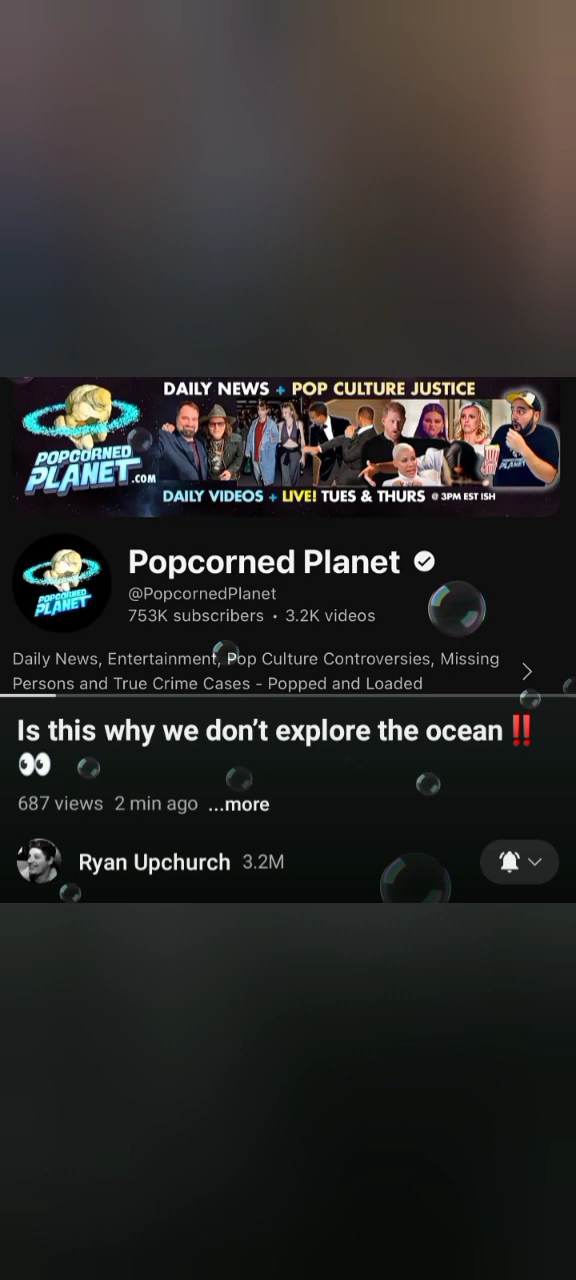 DAILY NEWS + POP CULTURE JUSTICE
POPCORNED
PLANET.COM
PLANET
DAILY VIDEOS + LIVE! TUES & THURS @ 3PM EST ISH
Popcorned Planet
POPCORNED
PLANET
@PopcornedPlanet
753K subscribers • 3.2K videos
Daily News, Entertainment, Pop Culture Controversies, Missing
Persons and True Crime Cases - Popped and Loaded
Is this why we don’t explore the ocean‼️
👀
687 views 2 min ago ...more
Ryan Upchurch 3.2M